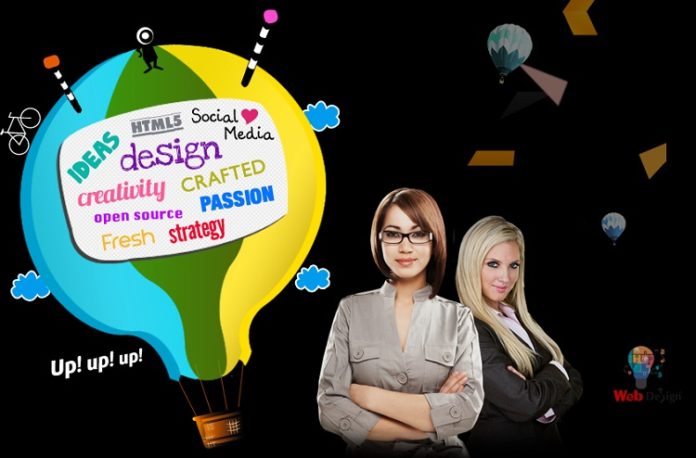 IDEAS HTML5 Social Media
design
creativity CRAFTED
open source PASSION
Fresh strategy
Up! up! up!
Web Design